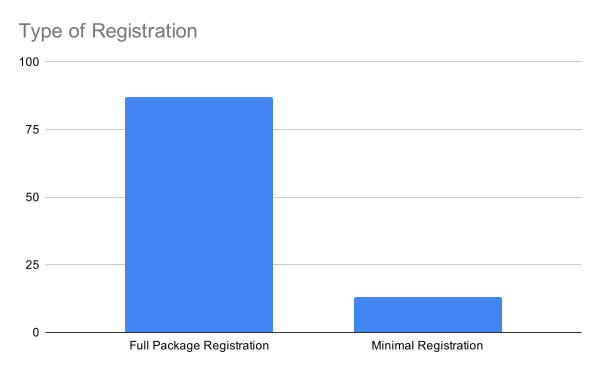 Type of Registration
100
75
50
25
0
Full Package Registration
Minimal Registration